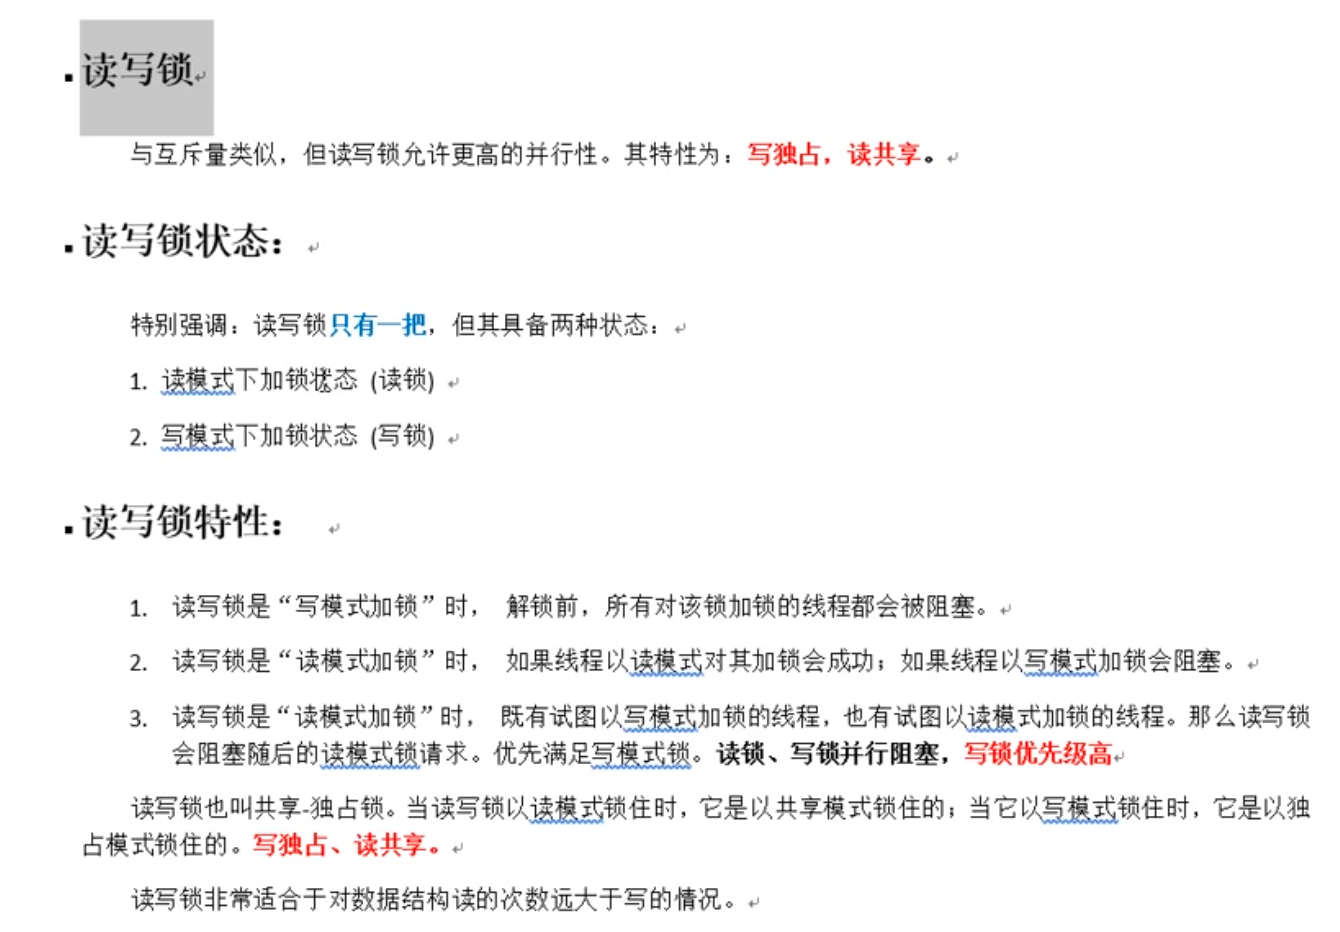 读写锁
与互斥量类似，但读写锁允许更高的并行性。其特性为：写独占，读共享。
读写锁状态：
特别强调：读写锁只有一把，但其具备两种状态：
1. 读模式下加锁状态 (读锁)
2. 写模式下加锁状态 (写锁)
读写锁特性：
1. 读写锁是“写模式加锁”时， 解锁前，所有对该锁加锁的线程都会被阻塞。
2. 读写锁是“读模式加锁”时， 如果线程以读模式对其加锁会成功；如果线程以写模式加锁会阻塞。
3. 读写锁是“读模式加锁”时， 既有试图以写模式加锁的线程，也有试图以读模式加锁的线程。那么读写锁
会阻塞随后的读模式锁请求。优先满足写模式锁。读锁、写锁并行阻塞，写锁优先级高
读写锁也叫共享-独占锁。当读写锁以读模式锁住时，它是以共享模式锁住的；当它以写模式锁住时，它是以独
占模式锁住的。写独占、读共享。
读写锁非常适合于对数据结构读的次数远大于写的情况。